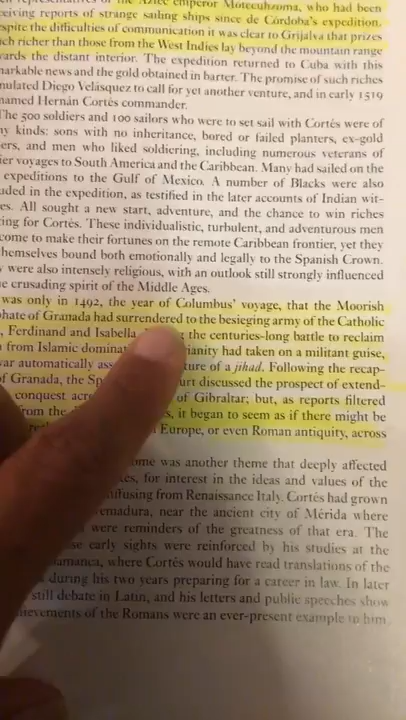 representatives of the Aztec emperor Motecuhzoma, who had been
eiving reports of strange sailing ships since de Córdoba's expedition.
spite the difficulties of communication it was clear to Grijalva that prizes
ch richer than those from the West Indies lay beyond the mountain range
ards the distant interior. The expedition returned to Cuba with this
arkable news and the gold obtained in barter. The promise of such riches
mulated Diego Velásquez to call for yet another venture, and in early 1519
named Hernán Cortés commander.
The 500 soldiers and 100 sailors who were to set sail with Cortés were of
ny kinds: sons with no inheritance, bored or failed planters, ex-gold
ers, and men who liked soldiering, including numerous veterans of
ier voyages to South America and the Caribbean. Many had sailed on the
expeditions to the Gulf of Mexico. A number of Blacks were also
uded in the expedition, as testified in the later accounts of Indian wit-
es. All sought a new start, adventure, and the chance to win riches
ting for Cortés. These individualistic, turbulent, and adventurous men
come to make their fortunes on the remote Caribbean frontier, yet they
hemselves bound both emotionally and legally to the Spanish Crown.
were also intensely religious, with an outlook still strongly influenced
e crusading spirit of the Middle Ages.
was only in 1492, the year of Columbus' voyage, that the Moorish
phate of Granada had surrendered to the besieging army of the Catholic
, Ferdinand and Isabella the centuries-long battle to reclaim
from Islamic dominat ianity had taken on a militant guise,
var automatically ass ture of a jihad. Following the recap-
of Granada, the Sp urt discussed the prospect of extend-
conquest acro of Gibraltar; but, as reports filtered
rom the s, it began to seem as if there might be
Europe, or even Roman antiquity, across
ome was another theme that deeply affected
es, for interest in the ideas and values of the
iffusing from Renaissance Italy. Cortés had grown
emadura, near the ancient city of Mérida where
were reminders of the greatness of that era. The
se early sights were reinforced by his studies at the
amanca, where Cortés would have read translations of the
during his two years preparing for a career in law. In later
still debate in Latin, and his letters and public speeches show
ievements of the Romans were an ever-present example to him